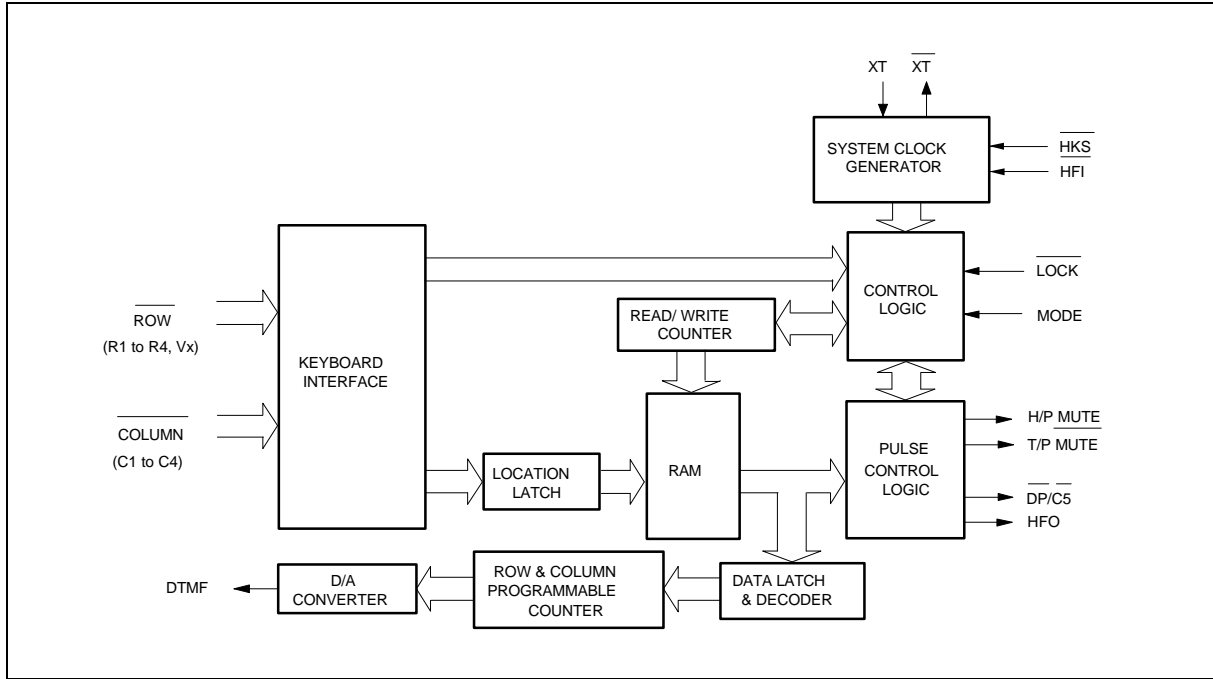 XT XT
SYSTEM CLOCK
GENERATOR
HKS
HFI
LOCK
CONTROL
LOGIC
MODE
READ/ WRITE
COUNTER
ROW
(R1 to R4, Vx)
KEYBOARD
INTERFACE
COLUMN
(C1 to C4)
LOCATION
LATCH
RAM
PULSE
CONTROL
LOGIC
H/P MUTE
T/P MUTE
DP/C5
HFO
DTMF
D/A
CONVERTER
ROW & COLUMN
PROGRAMMABLE
COUNTER
DATA LATCH
& DECODER